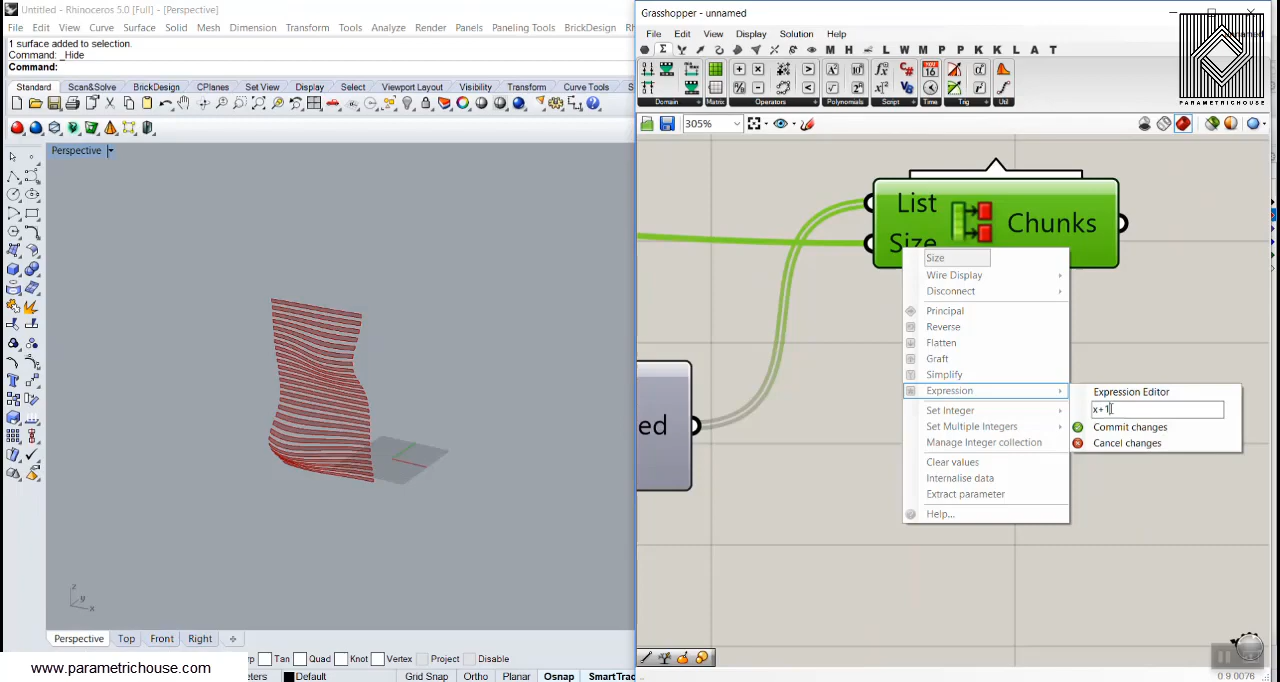 Untitled - Rhinoceros 5.0 [Full] - [Perspective]
File Edit View Curve Surface Solid Mesh Dimension Transform Tools Analyze Render Panels Paneling Tools BrickDesign
1 surface added to selection.
Command: _Hide
Command:
Standard Scan&Solve BrickDesign CPlanes Set View Display Select Viewport Layout Visibility Transform Curve Tools
Perspective
z
y
x
Perspective Top Front Right
Tan Quad Knot Vertex Project Disable
www.parametrichouse.com
Default Grid Snap Ortho Planar Osnap SmartTrac
Grasshopper - unnamed
File Edit View Display Solution Help
M H L W M P P K K L A T
Domain Matrix Operators Polynomials Script Time Trig Util
305%
PARAMETRICHOUSE
List
Size
Chunks
ed
Size
Wire Display
Disconnect
Principal
Reverse
Flatten
Graft
Simplify
Expression
Set Integer
Set Multiple Integers
Manage Integer collection
Clear values
Internalise data
Extract parameter
Help...
Expression Editor
x+1
Commit changes
Cancel changes
0.9.0076